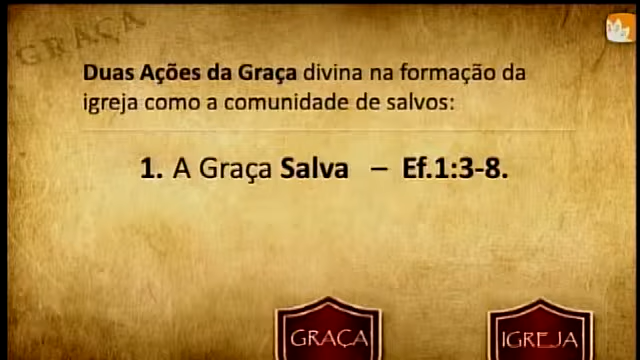 GRAÇA
Duas Ações da Graça divina na formação da
igreja como a comunidade de salvos:
1. A Graça Salva – Ef.1:3-8.
GRAÇA
IGREJA